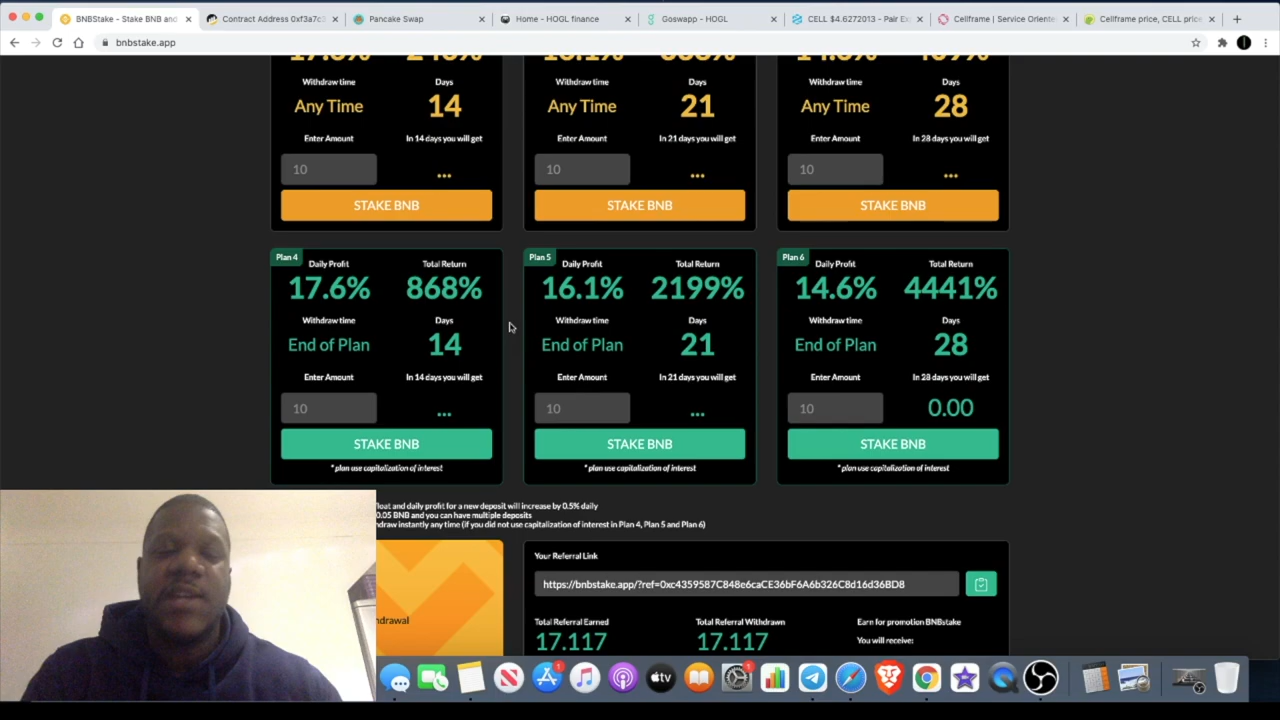 BNBStake - Stake BNB and
Contract Address 0xf3a7c3
Pancake Swap
Home - HOGL finance
Goswapp - HOGL
CELL $4.6272013 - Pair Ex
Cellframe | Service Oriente
Cellframe price, CELL price
bnbstake.app
Withdraw time Days
Any Time 14
Enter Amount In 14 days you will get
10 ...
STAKE BNB
Withdraw time Days
Any Time 21
Enter Amount In 21 days you will get
10 ...
STAKE BNB
Withdraw time Days
Any Time 28
Enter Amount In 28 days you will get
10 ...
STAKE BNB
Plan 4
Daily Profit Total Return
17.6% 868%
Withdraw time Days
End of Plan 14
Enter Amount In 14 days you will get
10 ...
STAKE BNB
* plan use capitalization of interest
Plan 5
Daily Profit Total Return
16.1% 2199%
Withdraw time Days
End of Plan 21
Enter Amount In 21 days you will get
10 ...
STAKE BNB
* plan use capitalization of interest
Plan 6
Daily Profit Total Return
14.6% 4441%
Withdraw time Days
End of Plan 28
Enter Amount In 28 days you will get
10 0.00
STAKE BNB
* plan use capitalization of interest
float and daily profit for a new deposit will increase by 0.5% daily
0.05 BNB and you can have multiple deposits
draw instantly any time (if you did not use capitalization of interest in Plan 4, Plan 5 and Plan 6)
ndrawal
Your Referral Link
https://bnbstake.app/?ref=0xc4359587C848e6caCE36bF6A6b326C8d16d36BD8
Total Referral Earned Total Referral Withdrawn Earn for promotion BNBstake
17.117 17.117 You will receive:
tv